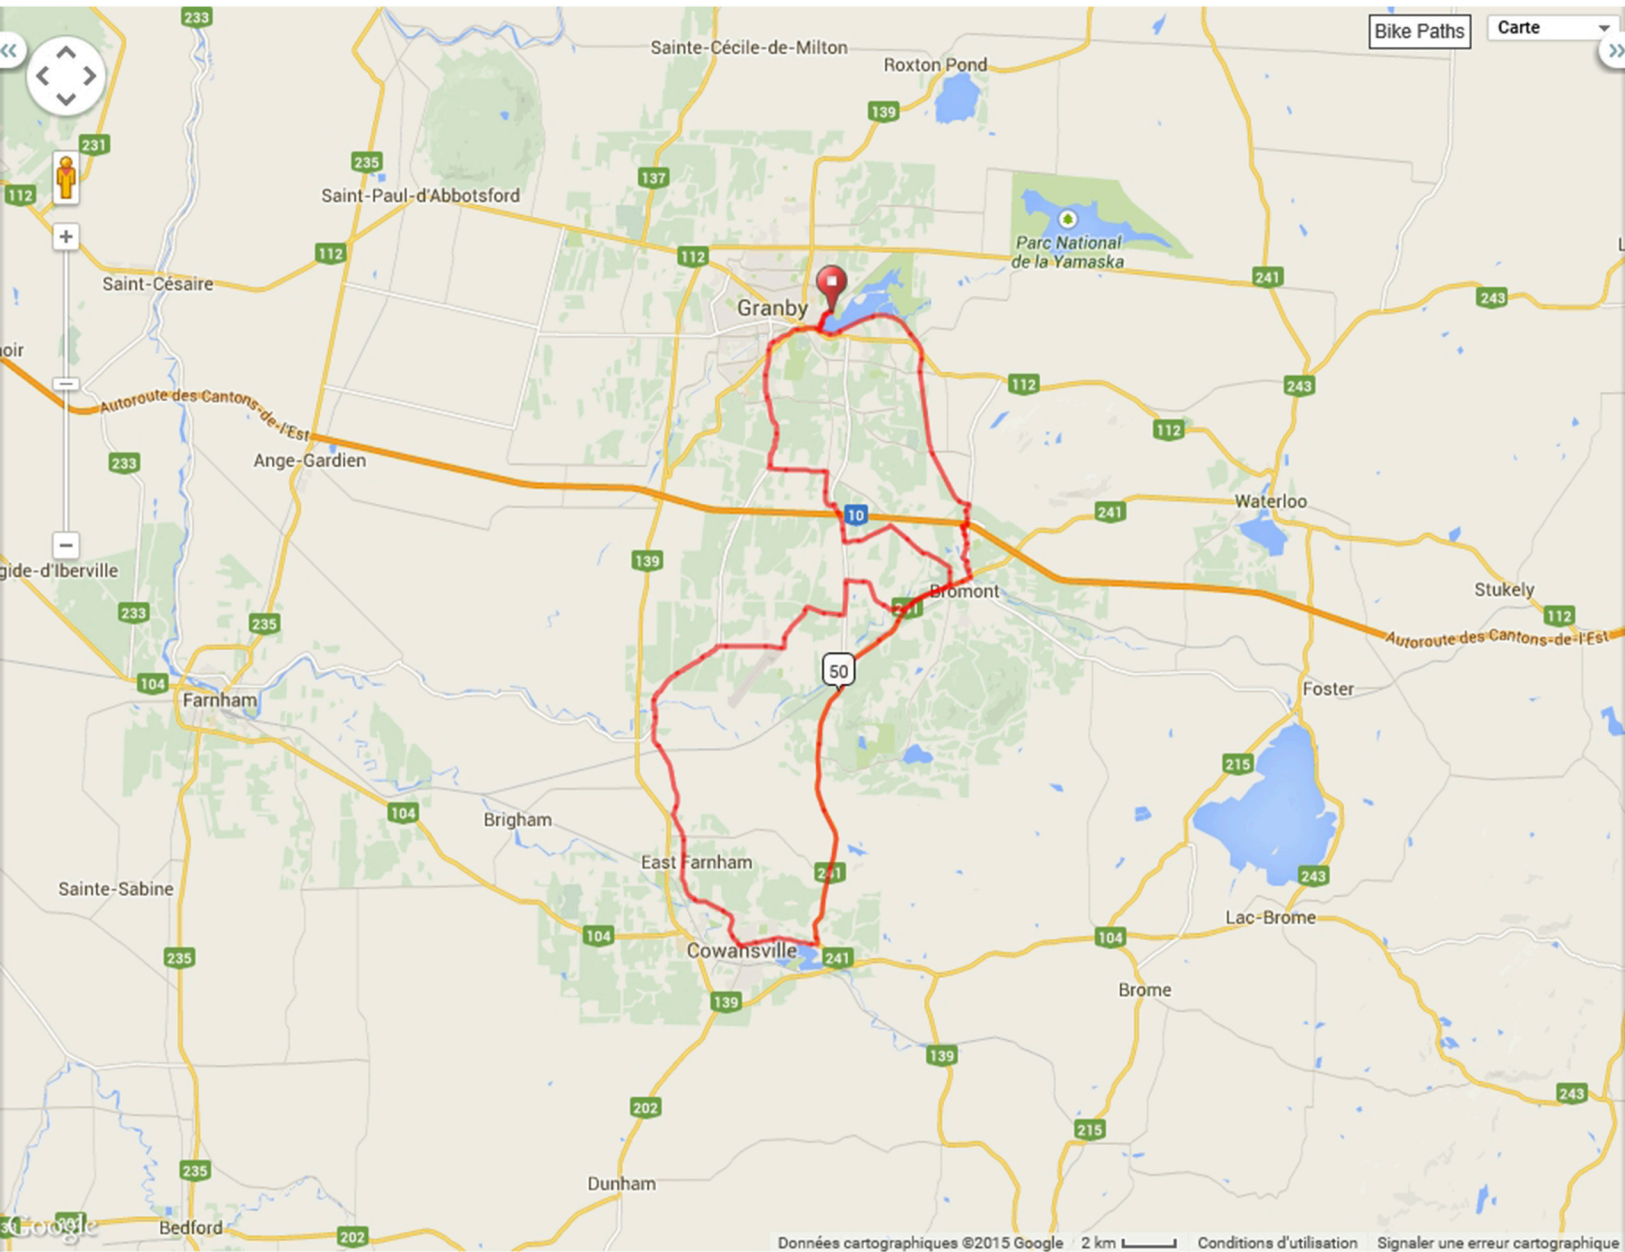 233
Bike Paths
Carte
Sainte-Cécile-de-Milton
Roxton Pond
139
231
235
137
112
Saint-Paul-d'Abbotsford
Parc National
de la Yamaska
112
112
241
Saint-Césaire
243
Granby
oir
112
243
Autoroute des Cantons-de-l'Est
112
233
Ange-Gardien
10
241
Waterloo
139
gide-d'Iberville
Bromont
Stukely
233
235
112
Autoroute des Cantons-de-l'Est
50
104
Farnham
Foster
215
104
Brigham
East Farnham
241
243
Sainte-Sabine
Lac-Brome
104
104
Cowansville
241
235
139
Brome
139
243
202
215
235
Dunham
Google
Bedford
202
Données cartographiques ©2015 Google
2 km
Conditions d'utilisation
Signaler une erreur cartographique